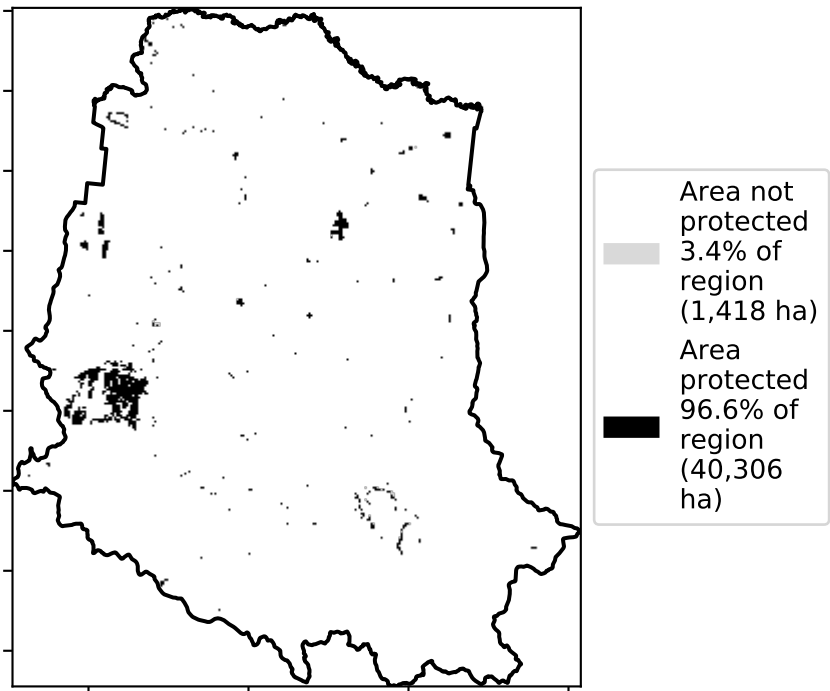 Area not
protected
3.4% of
region
(1,418 ha)
Area
protected
96.6% of
region
(40,306
ha)